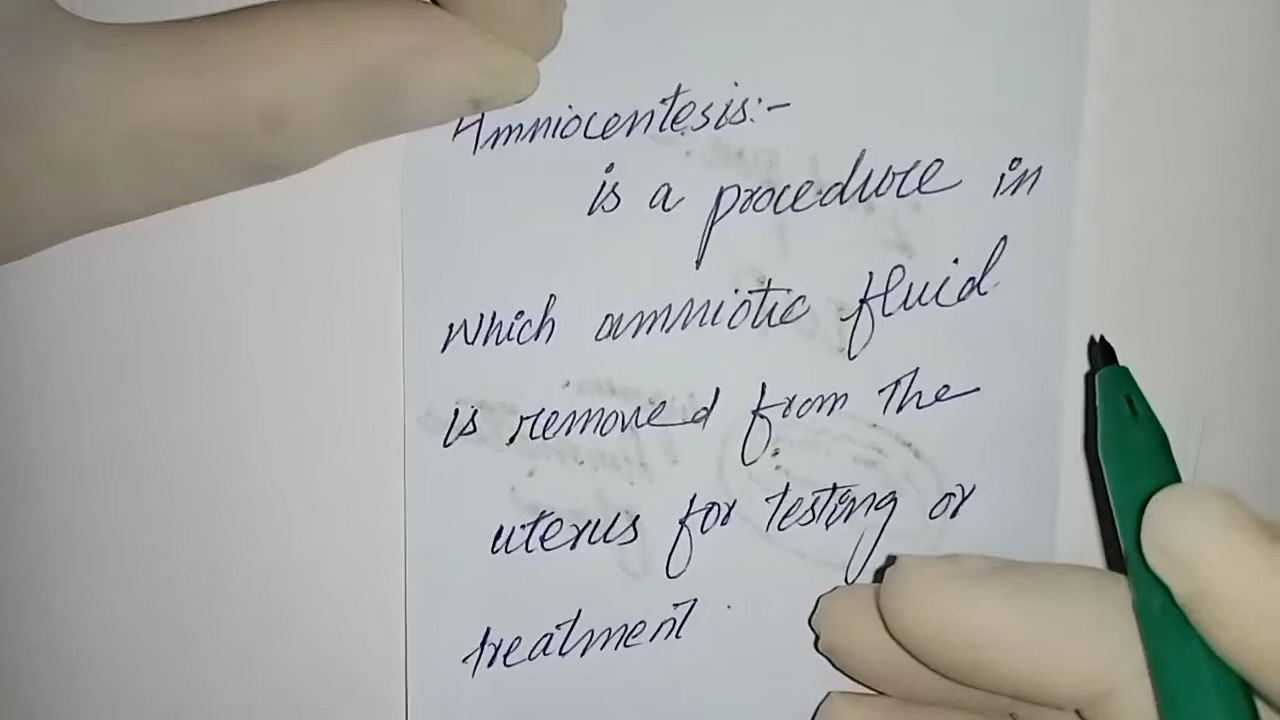 Amniocentesis:-
is a procedure in
which amniotic fluid
is removed from the
uterus for testing or
treatment